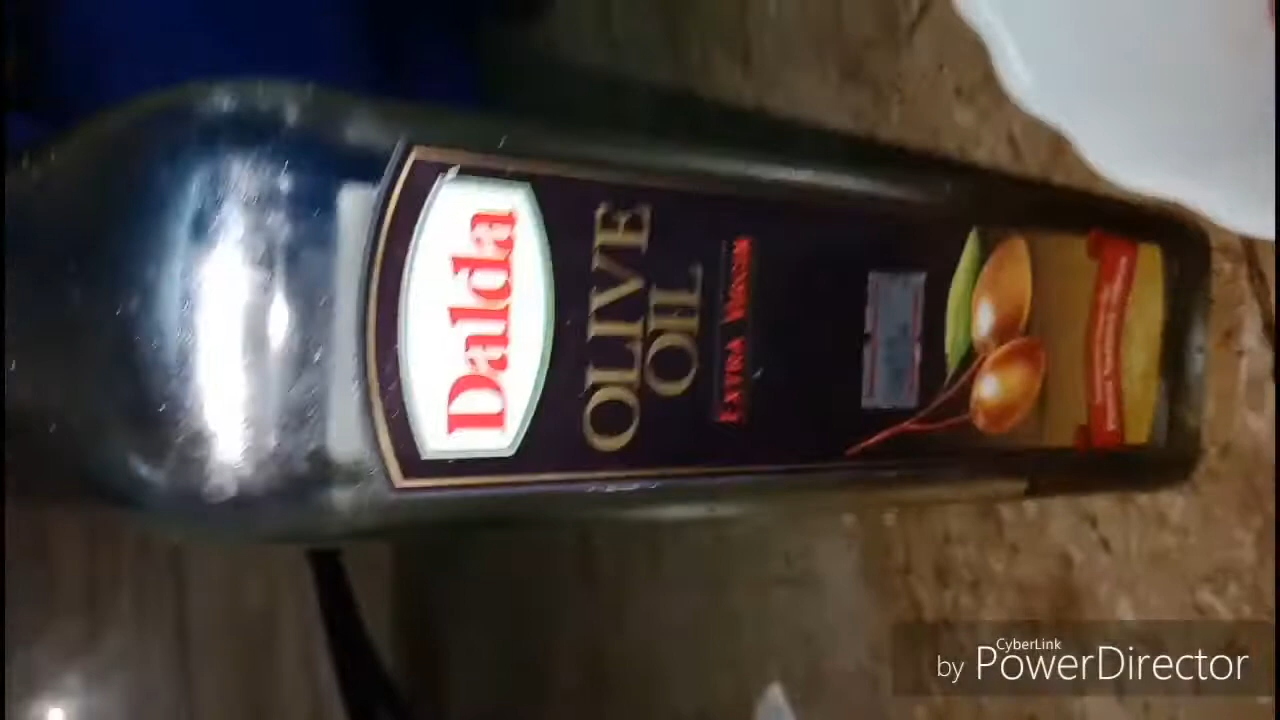 Dalda
OLIVE
OIL
EXTRA VIRGIN
CyberLink
by PowerDirector